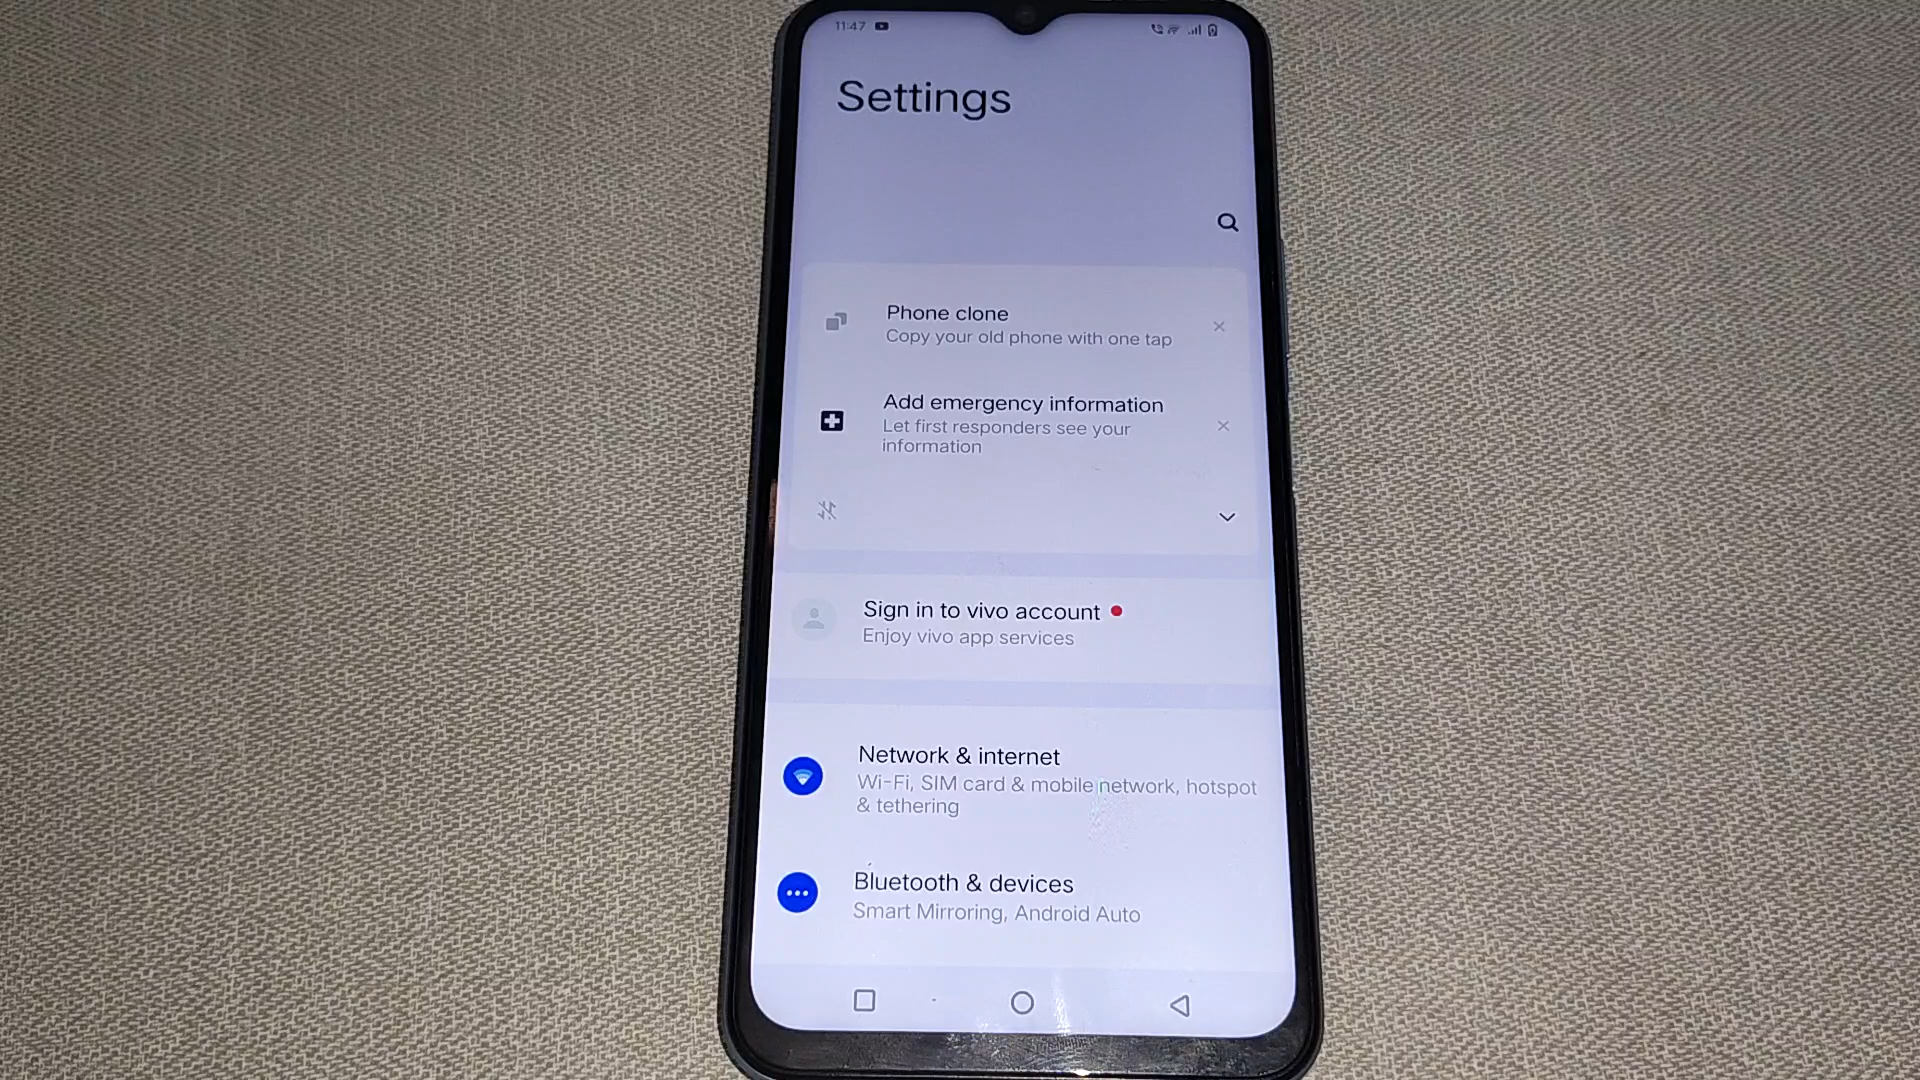 11:47
Settings
Phone clone
Copy your old phone with one tap
Add emergency information
Let first responders see your
information
Sign in to vivo account
Enjoy vivo app services
Network & internet
Wi-Fi, SIM card & mobile network, hotspot
& tethering
Bluetooth & devices
Smart Mirroring, Android Auto